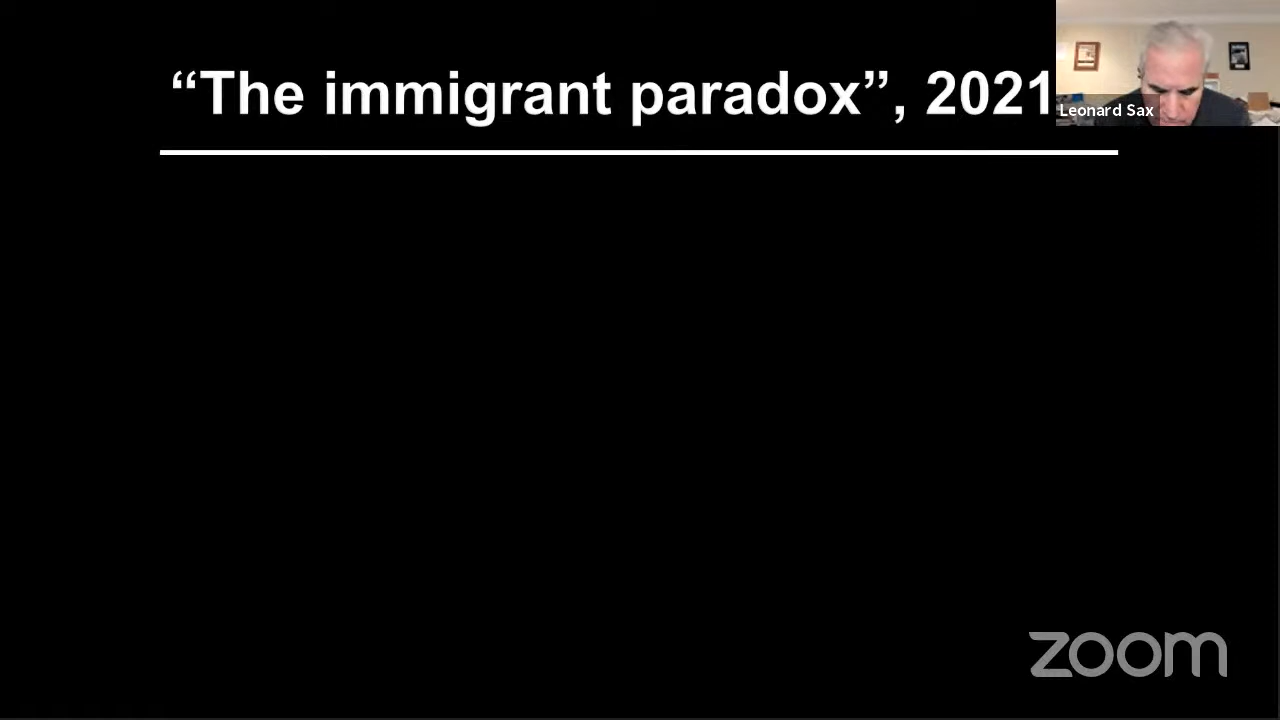 “The immigrant paradox”, 2021
Leonard Sax
zoom